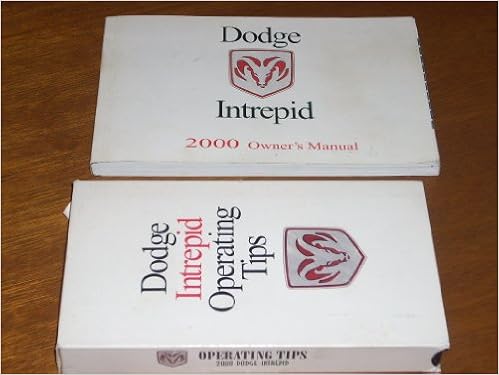 Dodge
Intrepid
2000 Owner's Manual
Dodge
Intrepid
Operating
Tips
OPERATING TIPS
2000 DODGE INTREPID